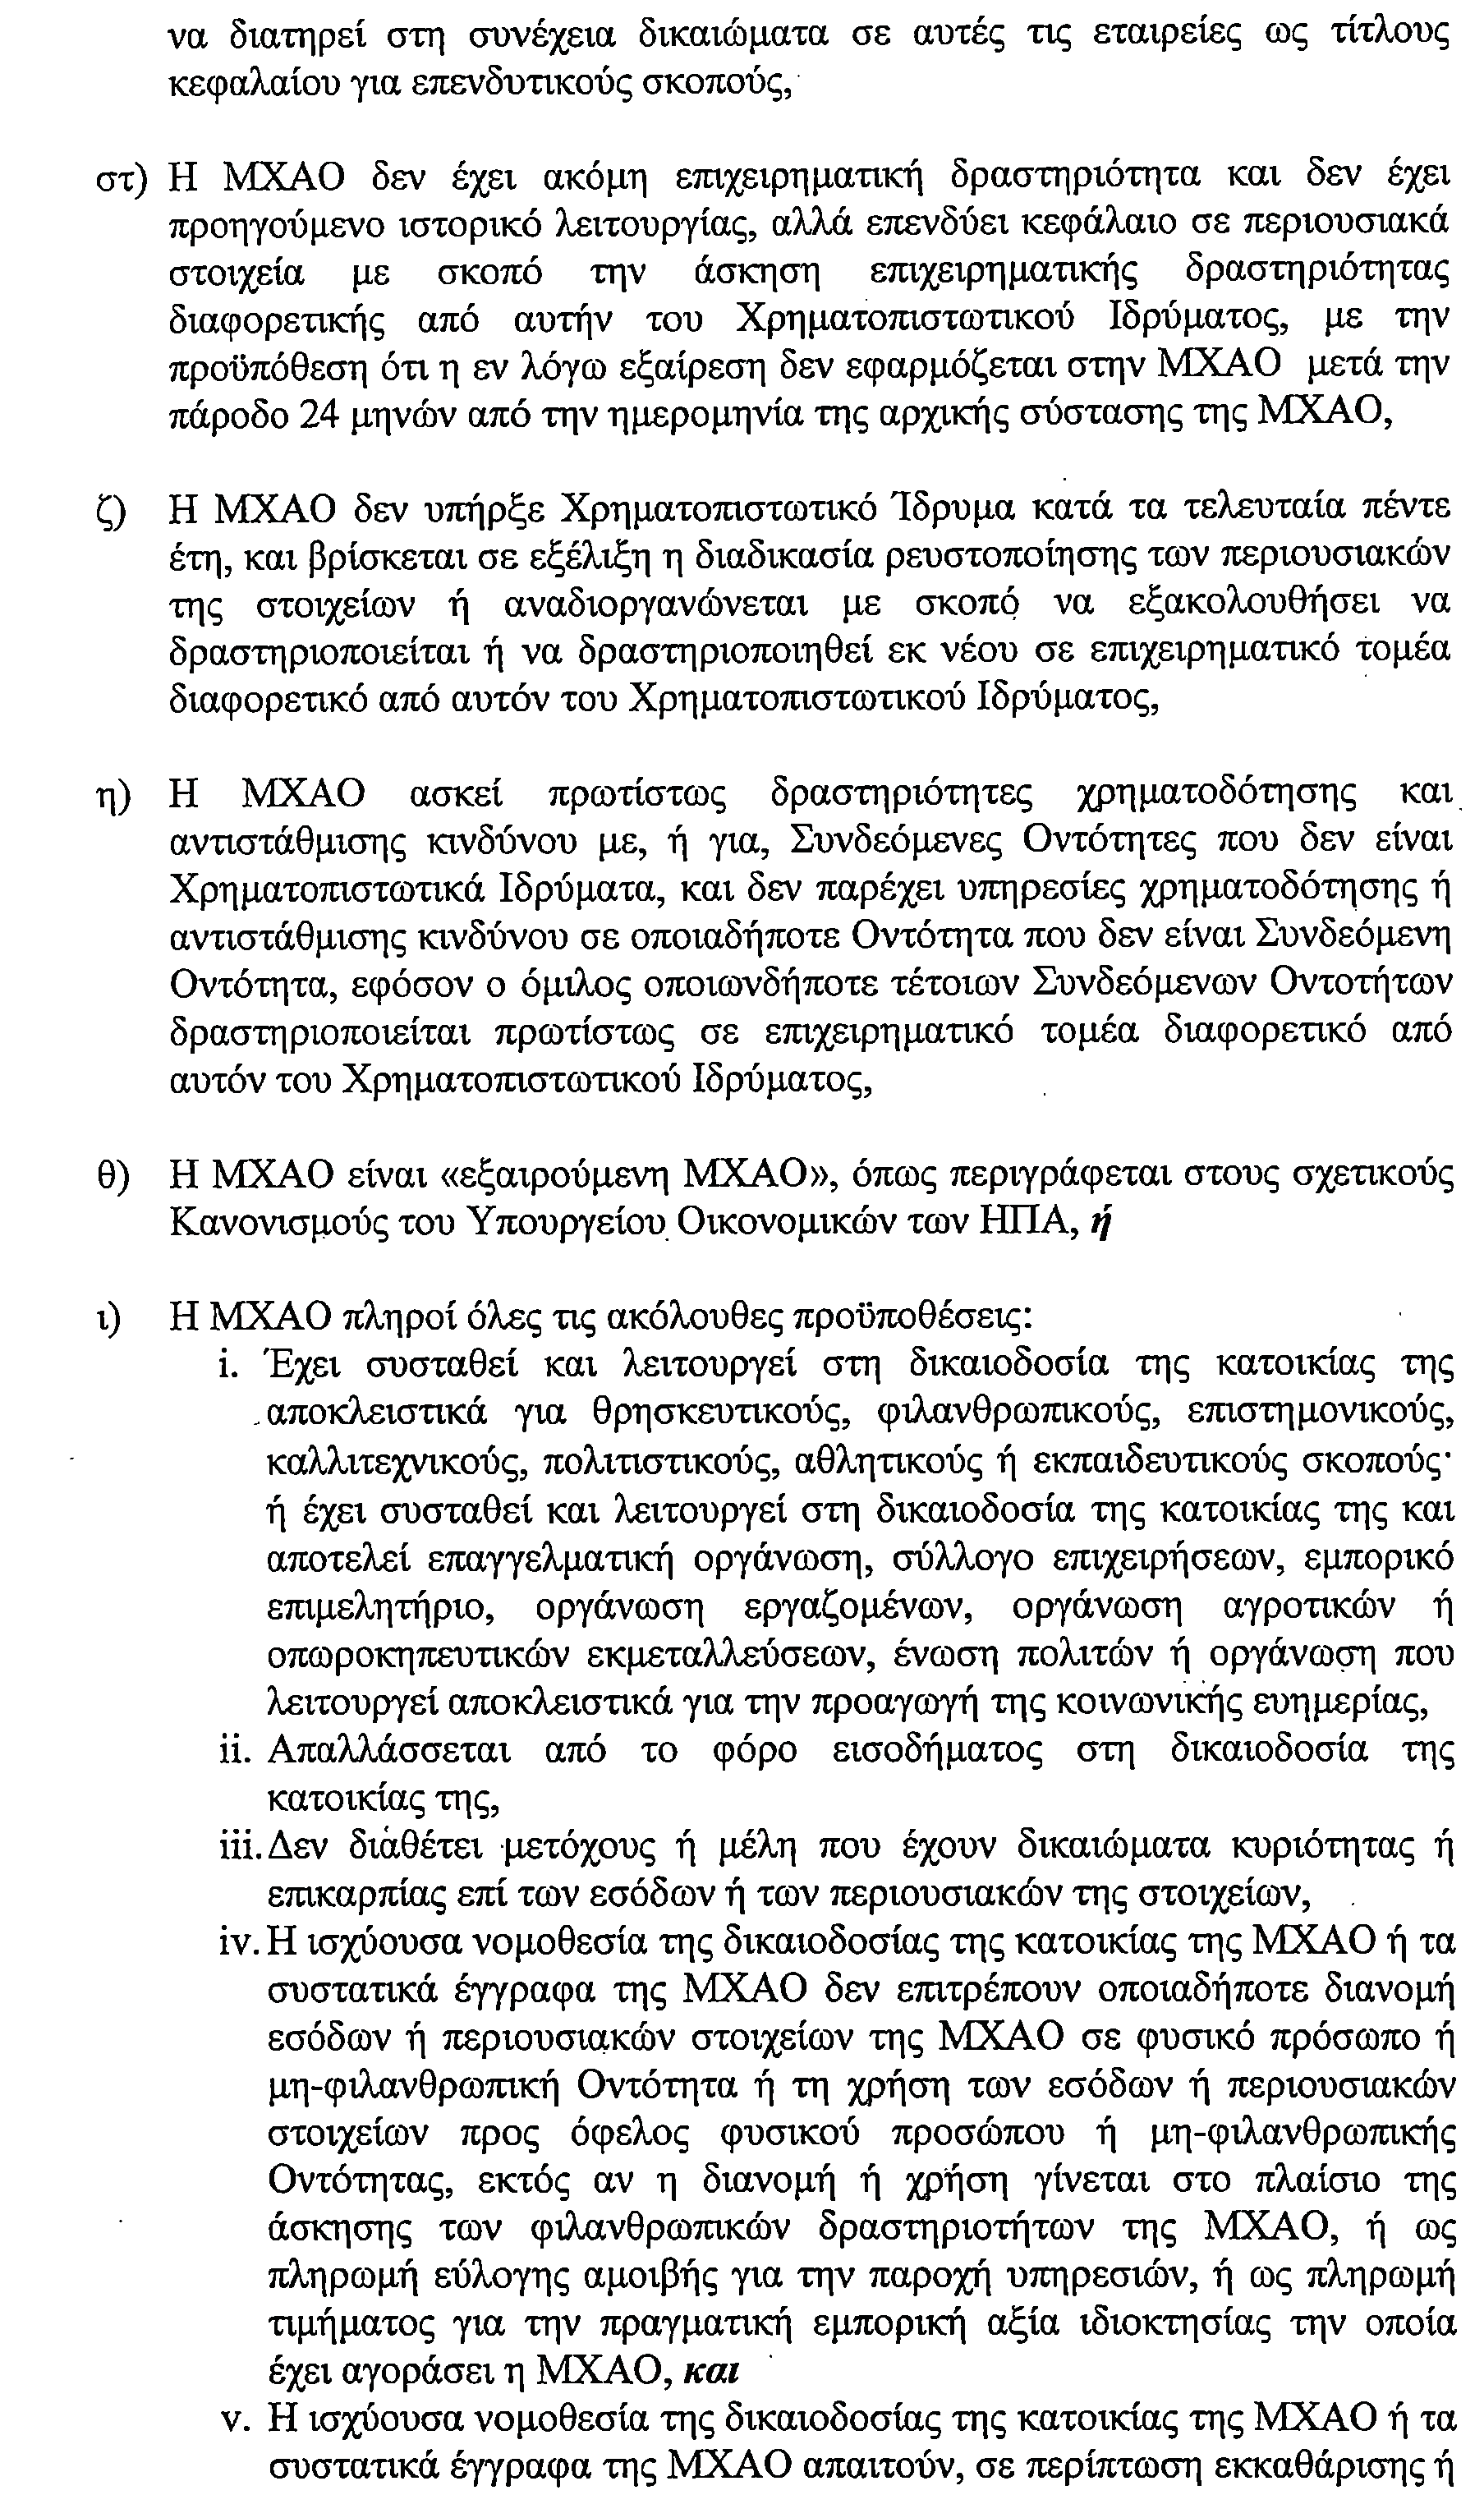 να διατηρεί στη συνέχεια δικαιώματα σε αυτές τις εταιρείες ως τίτλους
κεφαλαίου για επενδυτικούς σκοπούς,
στ) Η ΜΧΑΟ δεν έχει ακόμη επιχειρηματική δραστηριότητα και δεν έχει
προηγούμενο ιστορικό λειτουργίας, αλλά επενδύει κεφάλαιο σε περιουσιακά
στοιχεία με σκοπό την άσκηση επιχειρηματικής δραστηριότητας
διαφορετικής από αυτήν του Χρηματοπιστωτικού Ιδρύματος, με την
προϋπόθεση ότι η εν λόγω εξαίρεση δεν εφαρμόζεται στην ΜΧΑΟ μετά την
πάροδο 24 μηνών από την ημερομηνία της αρχικής σύστασης της ΜΧΑΟ,
ζ) Η ΜΧΑΟ δεν υπήρξε Χρηματοπιστωτικό Ίδρυμα κατά τα τελευταία πέντε
έτη, και βρίσκεται σε εξέλιξη η διαδικασία ρευστοποίησης των περιουσιακών
της στοιχείων ή αναδιοργανώνεται με σκοπό να εξακολουθήσει να
δραστηριοποιείται ή να δραστηριοποιηθεί εκ νέου σε επιχειρηματικό τομέα
διαφορετικό από αυτόν του Χρηματοπιστωτικού Ιδρύματος,
η) Η ΜΧΑΟ ασκεί πρωτίστως δραστηριότητες χρηματοδότησης και
αντιστάθμισης κινδύνου με, ή για, Συνδεόμενες Οντότητες που δεν είναι
Χρηματοπιστωτικά Ιδρύματα, και δεν παρέχει υπηρεσίες χρηματοδότησης ή
αντιστάθμισης κινδύνου σε οποιαδήποτε Οντότητα που δεν είναι Συνδεόμενη
Οντότητα, εφόσον ο όμιλος οποιωνδήποτε τέτοιων Συνδεόμενων Οντοτήτων
δραστηριοποιείται πρωτίστως σε επιχειρηματικό τομέα διαφορετικό από
αυτόν του Χρηματοπιστωτικού Ιδρύματος,
θ) Η ΜΧΑΟ είναι «εξαιρούμενη ΜΧΑΟ», όπως περιγράφεται στους σχετικούς
Κανονισμούς του Υπουργείου Οικονομικών των ΗΠΑ, ή
ι) Η ΜΧΑΟ πληροί όλες τις ακόλουθες προϋποθέσεις:
i. Έχει συσταθεί και λειτουργεί στη δικαιοδοσία της κατοικίας της
αποκλειστικά για θρησκευτικούς, φιλανθρωπικούς, επιστημονικούς,
καλλιτεχνικούς, πολιτιστικούς, αθλητικούς ή εκπαιδευτικούς σκοπούς·
ή έχει συσταθεί και λειτουργεί στη δικαιοδοσία της κατοικίας της και
αποτελεί επαγγελματική οργάνωση, σύλλογο επιχειρήσεων, εμπορικό
επιμελητήριο, οργάνωση εργαζομένων, οργάνωση αγροτικών ή
οπωροκηπευτικών εκμεταλλεύσεων, ένωση πολιτών ή οργάνωση που
λειτουργεί αποκλειστικά για την προαγωγή της κοινωνικής ευημερίας,
ii. Απαλλάσσεται από το φόρο εισοδήματος στη δικαιοδοσία της
κατοικίας της,
iii. Δεν διαθέτει μετόχους ή μέλη που έχουν δικαιώματα κυριότητας ή
επικαρπίας επί των εσόδων ή των περιουσιακών της στοιχείων,
iv. Η ισχύουσα νομοθεσία της δικαιοδοσίας της κατοικίας της ΜΧΑΟ ή τα
συστατικά έγγραφα της ΜΧΑΟ δεν επιτρέπουν οποιαδήποτε διανομή
εσόδων ή περιουσιακών στοιχείων της ΜΧΑΟ σε φυσικό πρόσωπο ή
μη-φιλανθρωπική Οντότητα ή τη χρήση των εσόδων ή περιουσιακών
στοιχείων προς όφελος φυσικού προσώπου ή μη-φιλανθρωπικής
Οντότητας, εκτός αν η διανομή ή χρήση γίνεται στο πλαίσιο της
άσκησης των φιλανθρωπικών δραστηριοτήτων της ΜΧΑΟ, ή ως
πληρωμή εύλογης αμοιβής για την παροχή υπηρεσιών, ή ως πληρωμή
τιμήματος για την πραγματική εμπορική αξία ιδιοκτησίας την οποία
έχει αγοράσει η ΜΧΑΟ, και
v. Η ισχύουσα νομοθεσία της δικαιοδοσίας της κατοικίας της ΜΧΑΟ ή τα
συστατικά έγγραφα της ΜΧΑΟ απαιτούν, σε περίπτωση εκκαθάρισης ή